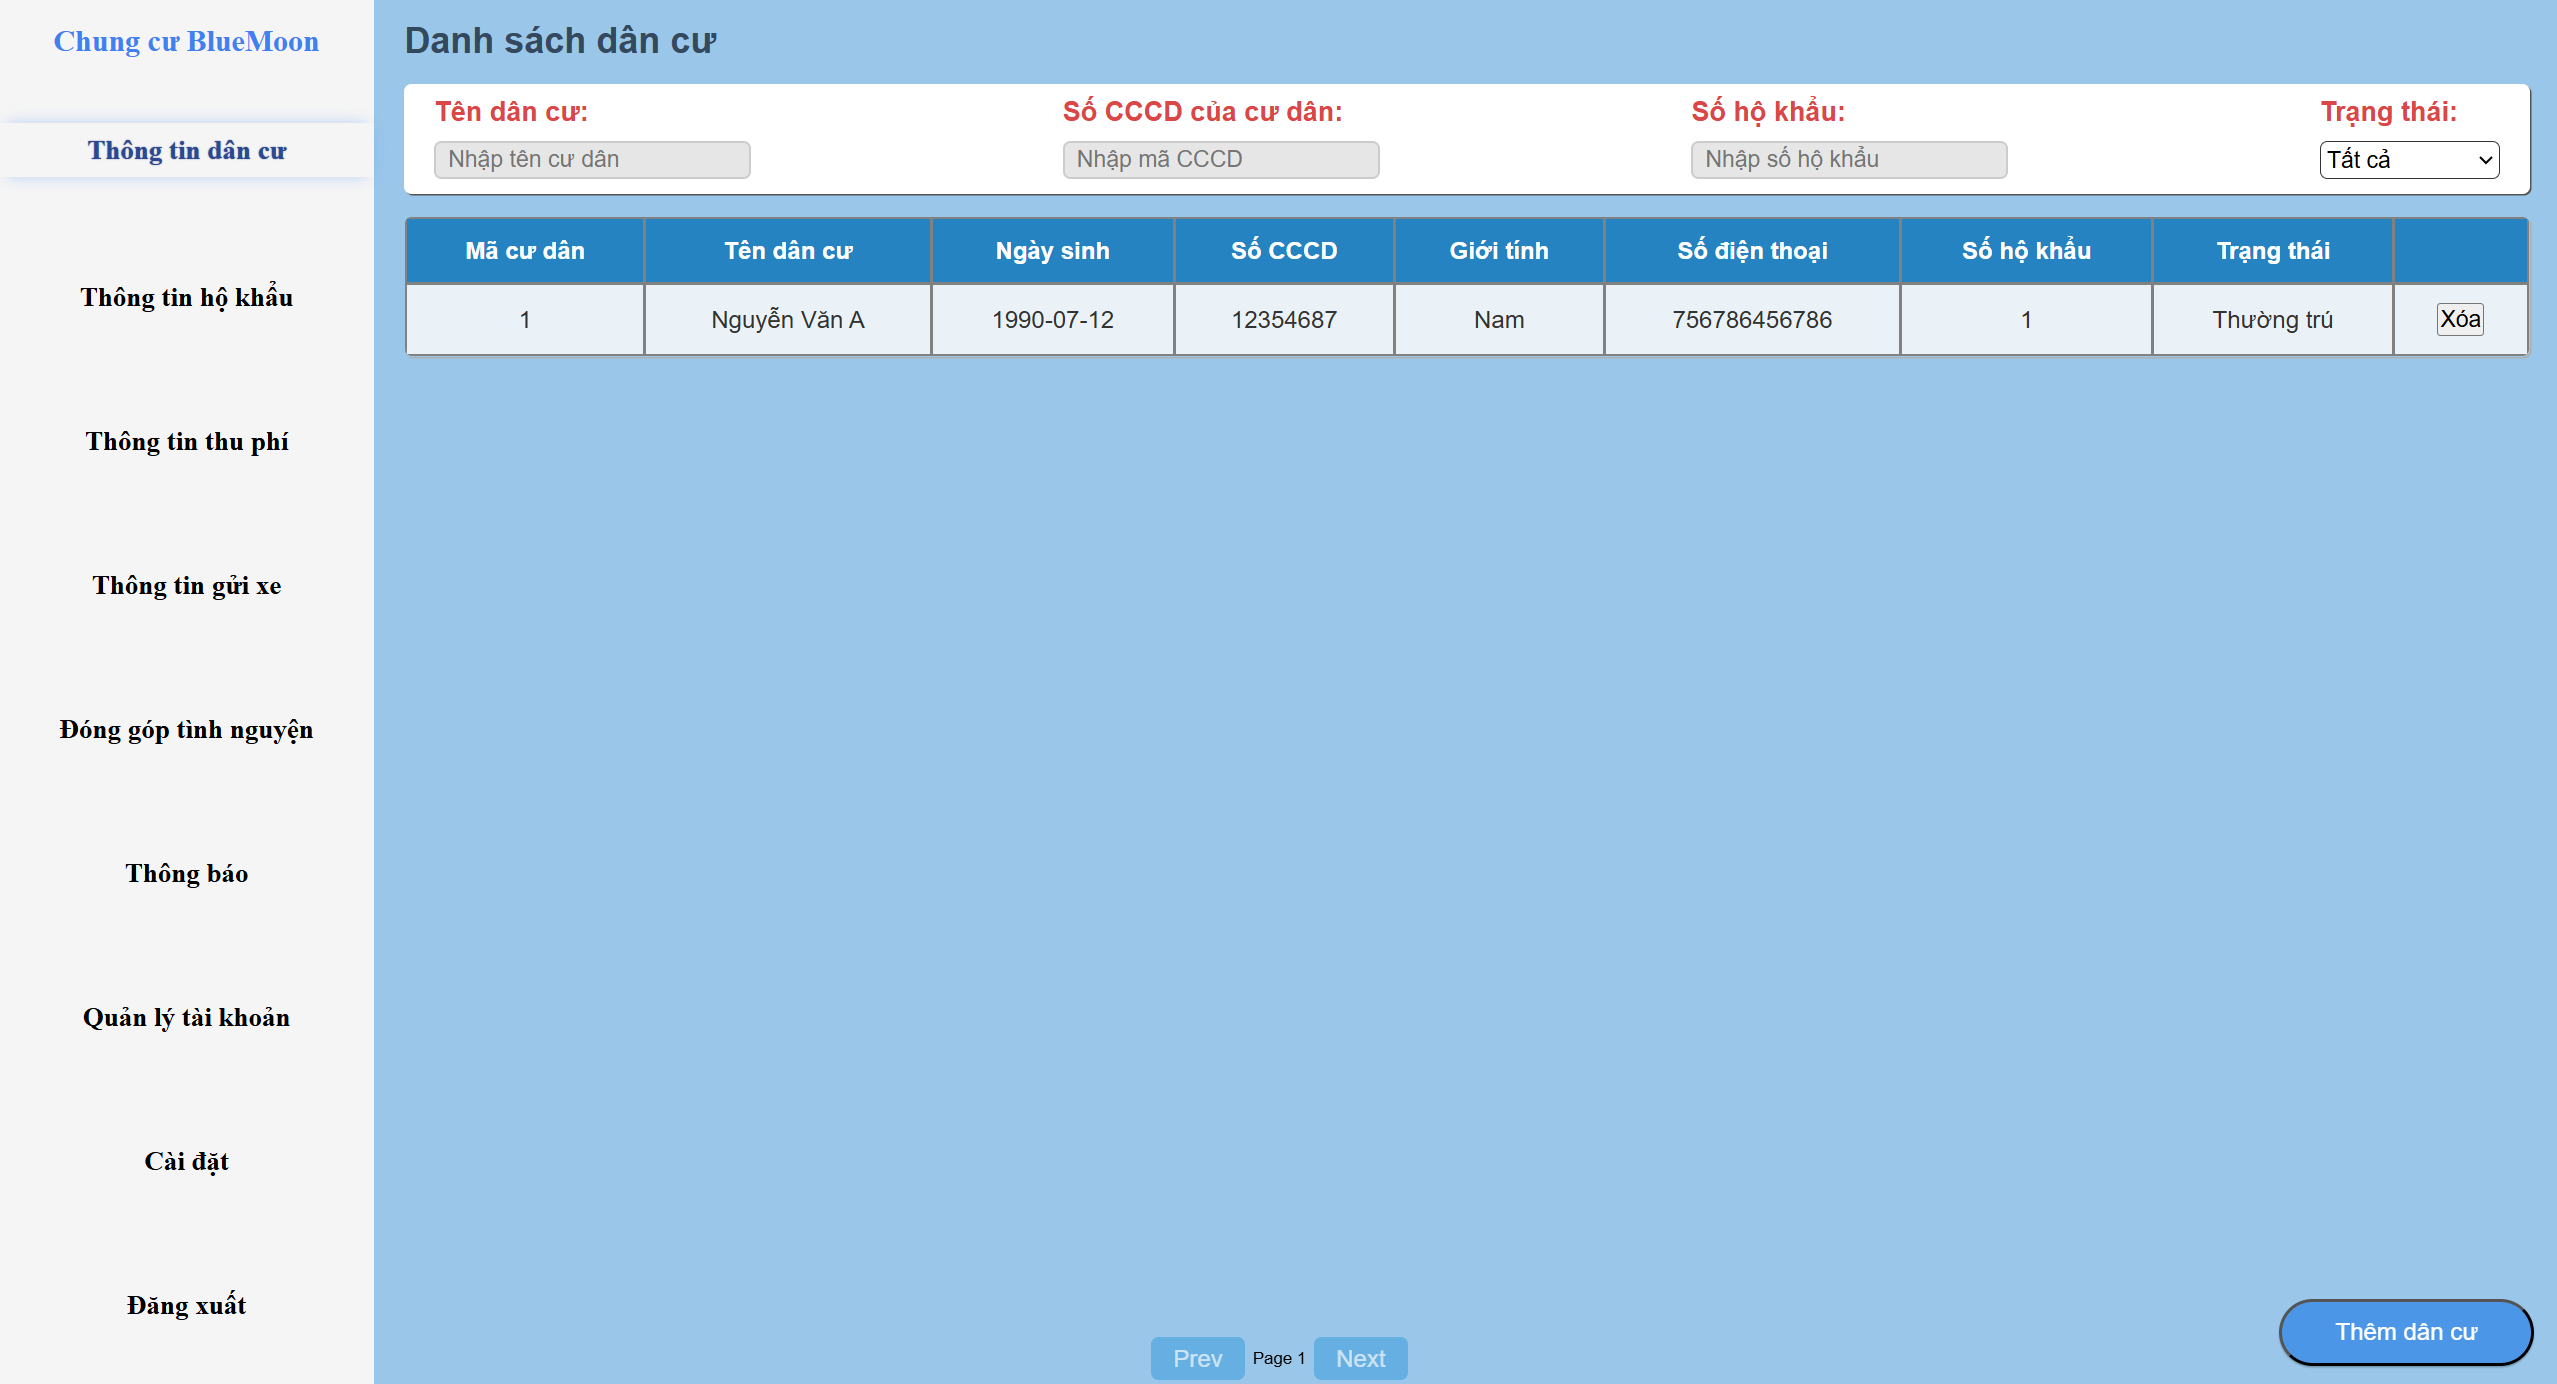 Chung cư BlueMoon
Thông tin dân cư
Thông tin hộ khẩu
Thông tin thu phí
Thông tin gửi xe
Đóng góp tình nguyện
Thông báo
Quản lý tài khoản
Cài đặt
Đăng xuất
Danh sách dân cư
Tên dân cư: Số CCCD của cư dân: Số hộ khẩu: Trạng thái:
Nhập tên cư dân Nhập mã CCCD Nhập số hộ khẩu Tất cả
Mã cư dân Tên dân cư Ngày sinh Số CCCD Giới tính Số điện thoại Số hộ khẩu Trạng thái
1 Nguyễn Văn A 1990-07-12 12354687 Nam 756786456786 1 Thường trú Xóa
Thêm dân cư
Prev Page 1 Next